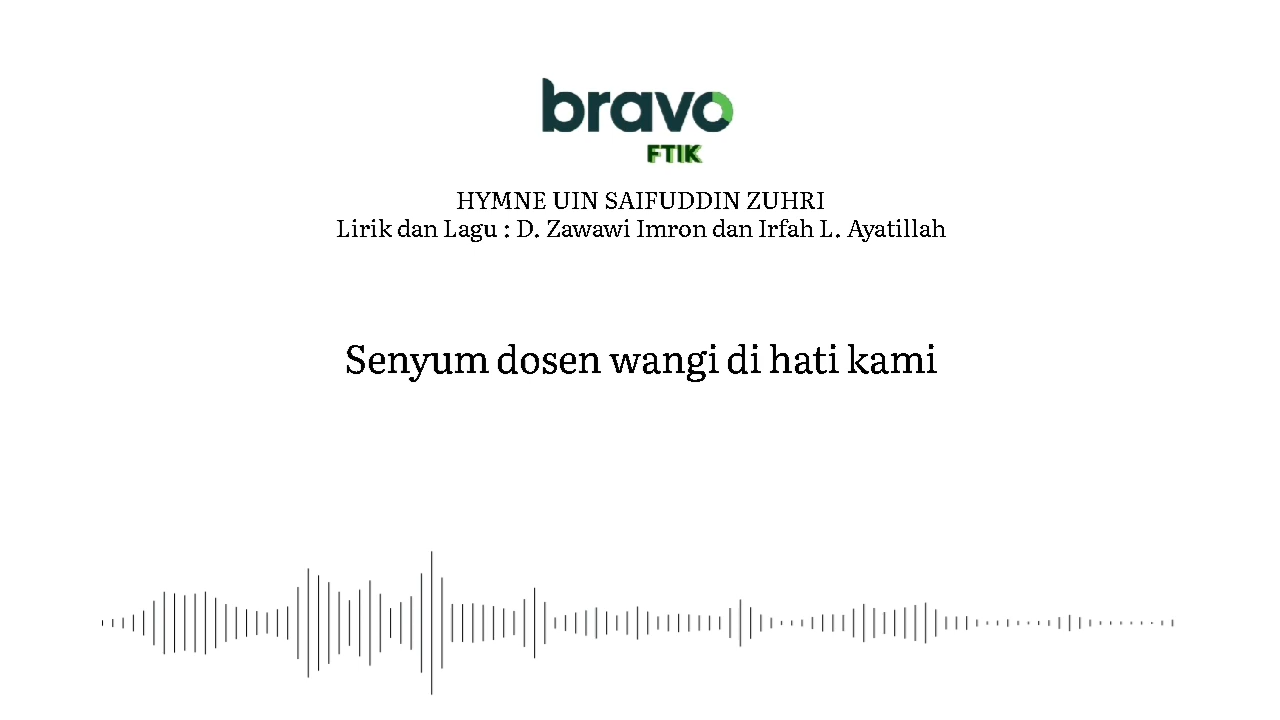 bravo
FTIK
HYMNE UIN SAIFUDDIN ZUHRI
Lirik dan Lagu : D. Zawawi Imron dan Irfah L. Ayatillah
Senyum dosen wangi di hati kami